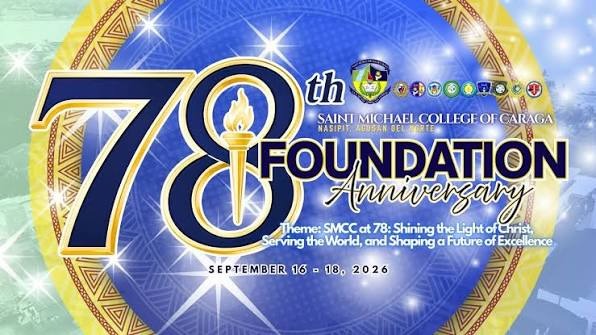 78th
SAINT MICHAEL COLLEGE OF CARAGA
NASIPIT, AGUSAN DEL NORTE
FOUNDATION
Anniversary
Theme: SMCC at 78: Shining the Light of Christ,
Serving the World, and Shaping a Future of Excellence
SEPTEMBER 16 - 18, 2026